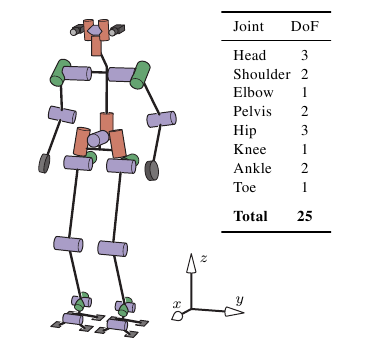 Joint DoF
Head 3
Shoulder 2
Elbow 1
Pelvis 2
Hip 3
Knee 1
Ankle 2
Toe 1
Total 25
z
x y